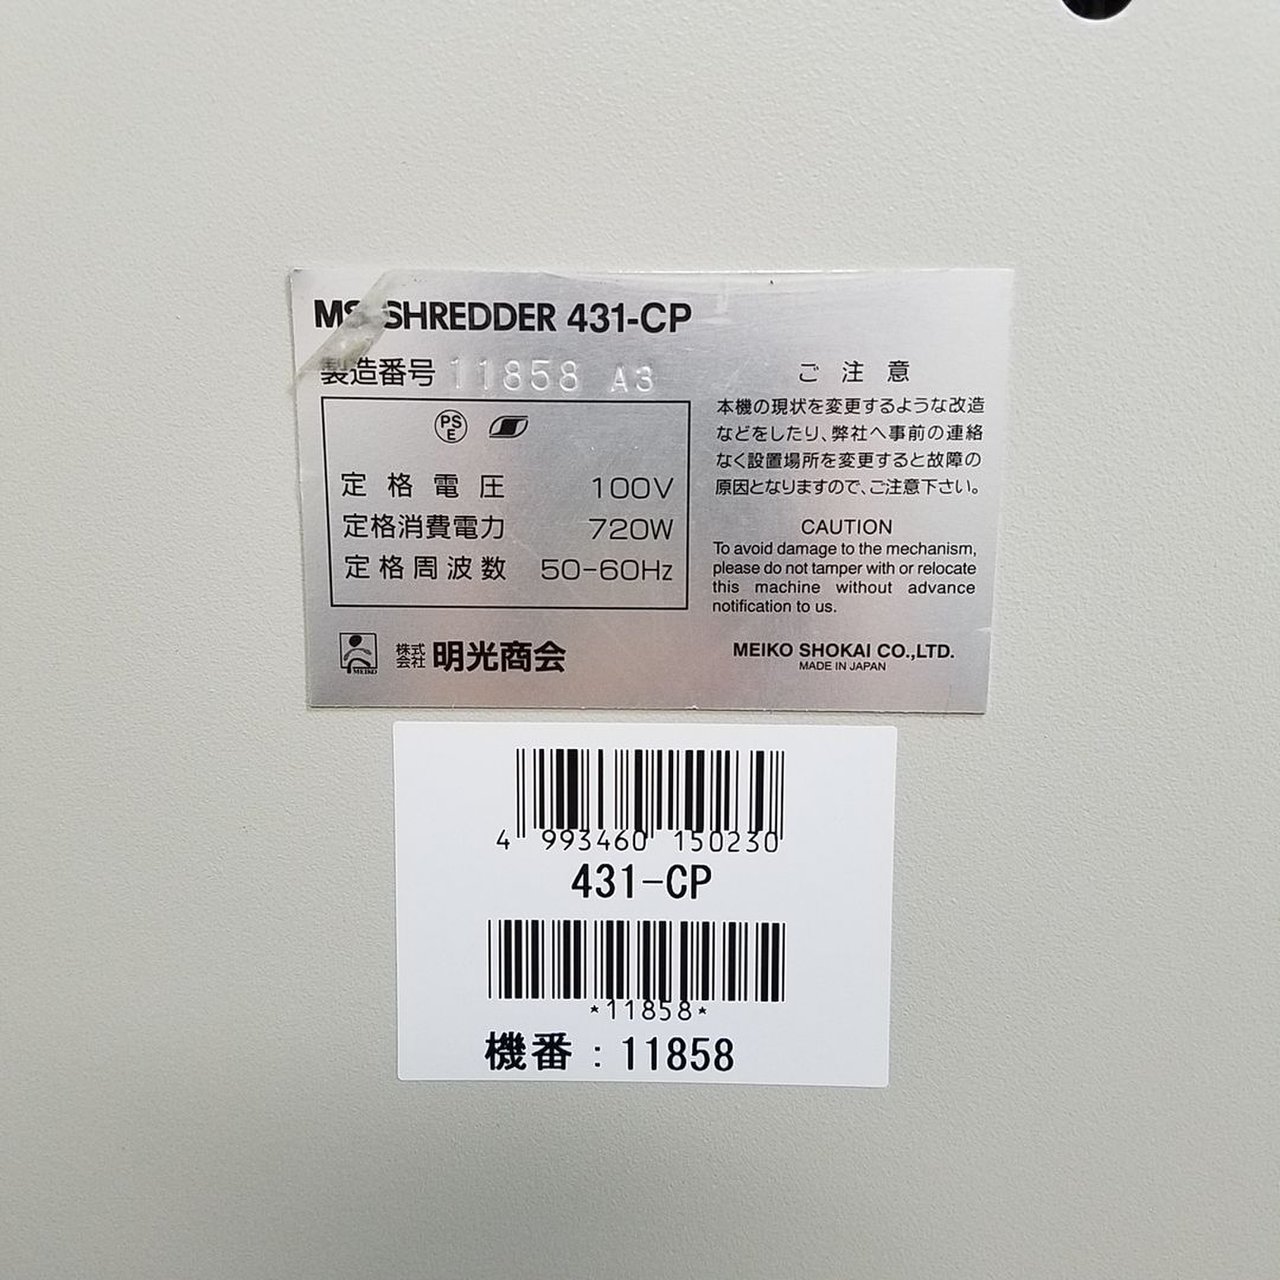 MS SHREDDER 431-CP
製造番号 11858 A3
PS
E
定格電圧 100V
定格消費電力 720W
定格周波数 50-60Hz
MEIKO
株式会社 明光商会
ご注意
本機の現状を変更するような改造
などをしたり、弊社へ事前の連絡
なく設置場所を変更すると故障の
原因となりますので、ご注意下さい。
CAUTION
To avoid damage to the mechanism,
please do not tamper with or relocate
this machine without advance
notification to us.
MEIKO SHOKAI CO.,LTD.
MADE IN JAPAN
4 993460 150230
431-CP
*11858*
機番:11858